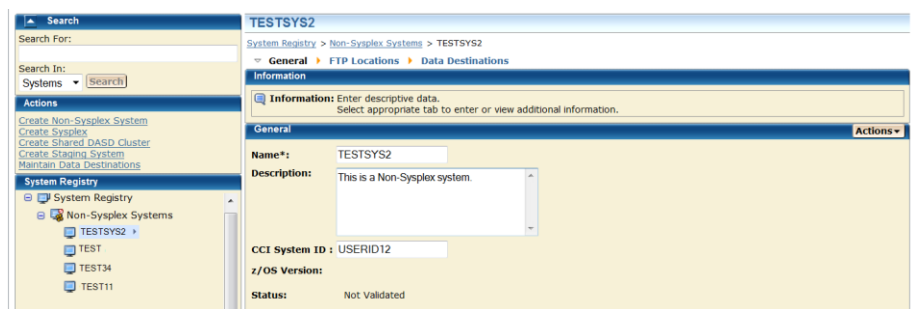 Search
Search For:
Search In:
Systems Search
Actions
Create Non-Sysplex System
Create Sysplex
Create Shared DASD Cluster
Create Staging System
Maintain Data Destinations
System Registry
System Registry
Non-Sysplex Systems
TESTSYS2
TEST
TEST34
TEST11
TESTSYS2
System Registry > Non-Sysplex Systems > TESTSYS2
General FTP Locations Data Destinations
Information
Information: Enter descriptive data.
Select appropriate tab to enter or view additional information.
General Actions
Name*: TESTSYS2
Description: This is a Non-Sysplex system.
CCI System ID : USERID12
z/OS Version:
Status: Not Validated